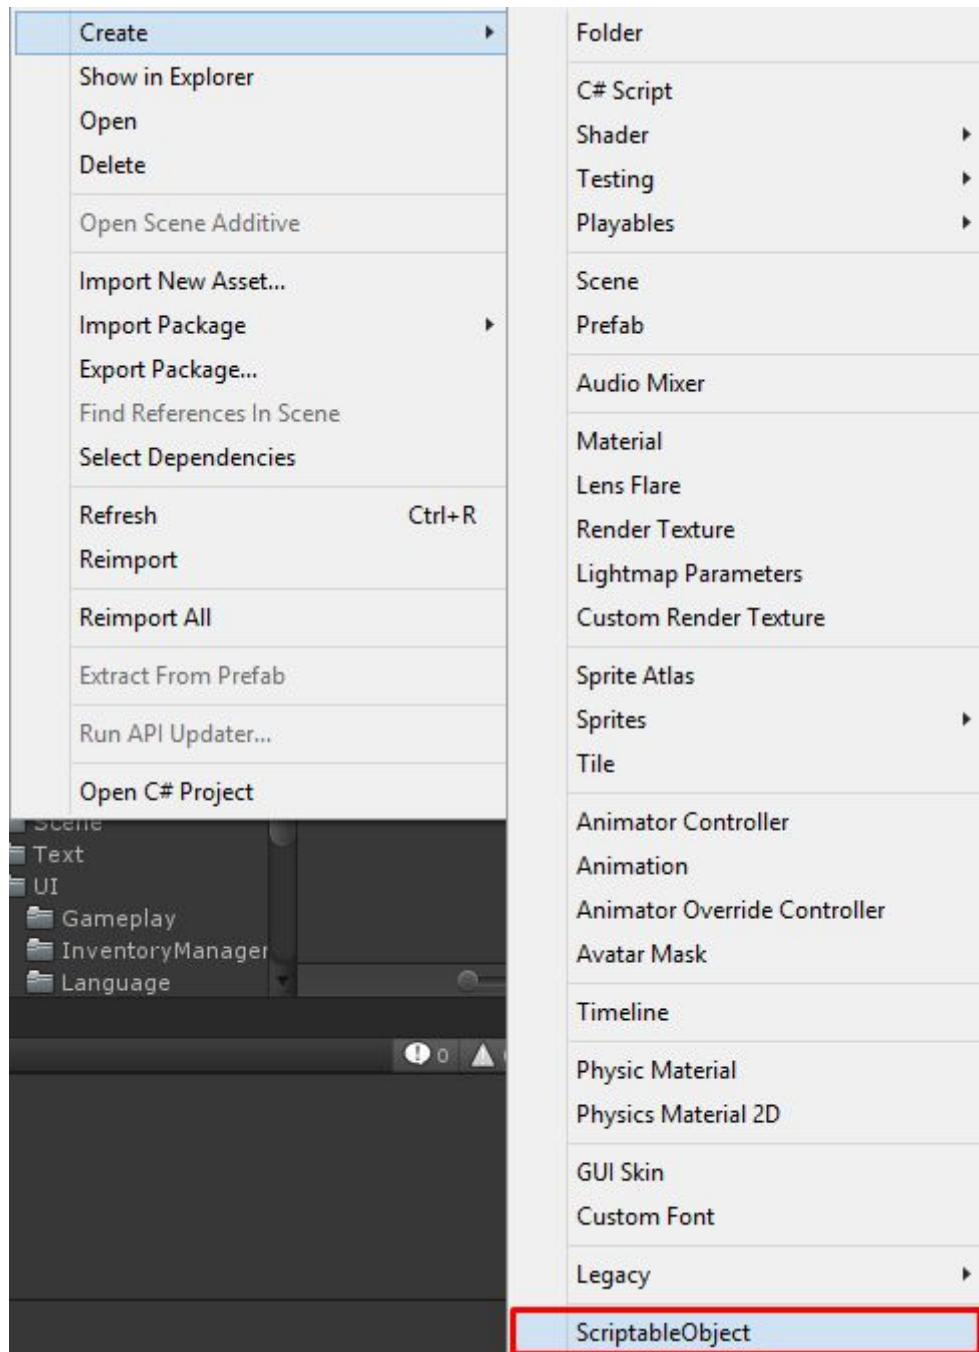 Create
Show in Explorer
Open
Delete
Open Scene Additive
Import New Asset...
Import Package
Export Package...
Find References In Scene
Select Dependencies
Refresh Ctrl+R
Reimport
Reimport All
Extract From Prefab
Run API Updater...
Open C# Project
Scene
Text
UI
Gameplay
InventoryManager
Language
0
Folder
C# Script
Shader
Testing
Playables
Scene
Prefab
Audio Mixer
Material
Lens Flare
Render Texture
Lightmap Parameters
Custom Render Texture
Sprite Atlas
Sprites
Tile
Animator Controller
Animation
Animator Override Controller
Avatar Mask
Timeline
Physic Material
Physics Material 2D
GUI Skin
Custom Font
Legacy
ScriptableObject